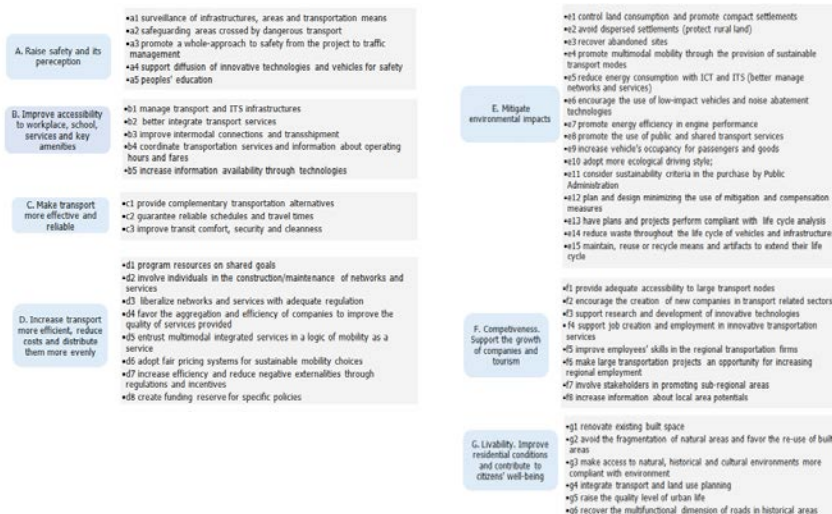 A. Raise safety and its
pereception
•a1 surveillance of infrastructures, areas and transportation means
•a2 safeguarding areas crossed by dangerous transport
•a3 promote a whole-approach to safety from the project to traffic
management
•a4 support diffusion of innovative technologies and vehicles for safety
•a5 peoples' education
B. Improve accessibility
to workplace, school,
services and key
amenities
•b1 manage transport and ITS infrastructures
•b2 better integrate transport services
•b3 improve intermodal connections and transshipment
•b4 coordinate transportation services and information about operating
hours and fares
•b5 increase information availability through technologies
C. Make transport
more effective and
reliable
•c1 provide complementary transportation alternatives
•c2 guarantee reliable schedules and travel times
•c3 improve transit comfort, security and cleanness
D. Increase transport
more efficient, reduce
costs and distribute
them more evenly
•d1 program resources on shared goals
•d2 involve individuals in the construction/maintenance of networks and
services
•d3 liberalize networks and services with adequate regulation
•d4 favor the aggregation and efficiency of companies to improve the
quality of services provided
•d5 entrust multimodal integrated services in a logic of mobility as a
service
•d6 adopt fair pricing systems for sustainable mobility choices
•d7 increase efficiency and reduce negative externalities through
regulations and incentives
•d8 create funding reserve for specific policies
E. Mitigate
environmental impacts
•e1 control land consumption and promote compact settlements
•e2 avoid dispersed settlements (protect rural land)
•e3 recover abandoned sites
•e4 promote multimodal mobility through the provision of sustainable
transport modes
•e5 reduce energy consumption with ICT and ITS (better manage
networks and services)
•e6 encourage the use of low-impact vehicles and noise abatement
technologies
•e7 promote energy efficiency in engine performance
•e8 promote the use of public and shared transport services
•e9 increase vehicle's occupancy for passengers and goods
•e10 adopt more ecological driving style;
•e11 consider sustainability criteria in the purchase by Public
Administration
•e12 plan and design minimizing the use of mitigation and compensation
measures
•e13 have plans and projects perform compliant with life cycle analysis
•e14 reduce waste throughout the life cycle of vehicles and infrastructure
•e15 maintain, reuse or recycle means and artifacts to extend their life
cycle
F. Competiveness.
Support the growth
of companies and
tourism
•f1 provide adequate accessibility to large transport nodes
•f2 encourage the creation of new companies in transport related sectors
•f3 support research and development of innovative technologies
• f4 support job creation and employment in innovative transportation
services
•f5 improve employees' skills in the regional transportation firms
•f6 make large transportation projects an opportunity for increasing
regional employment
•f7 involve stakeholders in promoting sub-regional areas
•f8 increase information about local area potentials
G. Livability. Improve
residential conditions
and contribute to
citizens' well-being
•g1 renovate existing built space
•g2 avoid the fragmentation of natural areas and favor the re-use of built
areas
•g3 make access to natural, historical and cultural environments more
compliant with environment
•g4 integrate transport and land use planning
•g5 raise the quality level of urban life
•g6 recover the multifunctional dimension of roads in historical areas